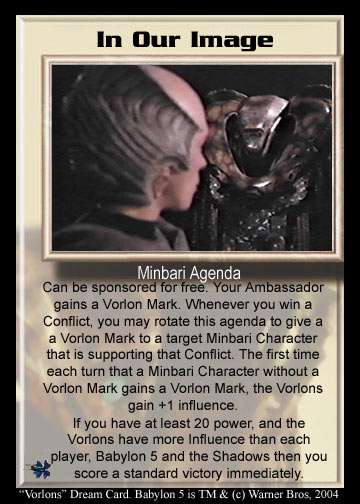 In Our Image
Minbari Agenda
Can be sponsored for free. Your Ambassador
gains a Vorlon Mark. Whenever you win a
Conflict, you may rotate this agenda to give a
a Vorlon Mark to a target Minbari Character
that is supporting that Conflict. The first time
each turn that a Minbari Character without a
Vorlon Mark gains a Vorlon Mark, the Vorlons
gain +1 influence.
If you have at least 20 power, and the
Vorlons have more Influence than each
player, Babylon 5 and the Shadows then you
score a standard victory immediately.
“Vorlons” Dream Card. Babylon 5 is TM & (c) Warner Bros, 2004